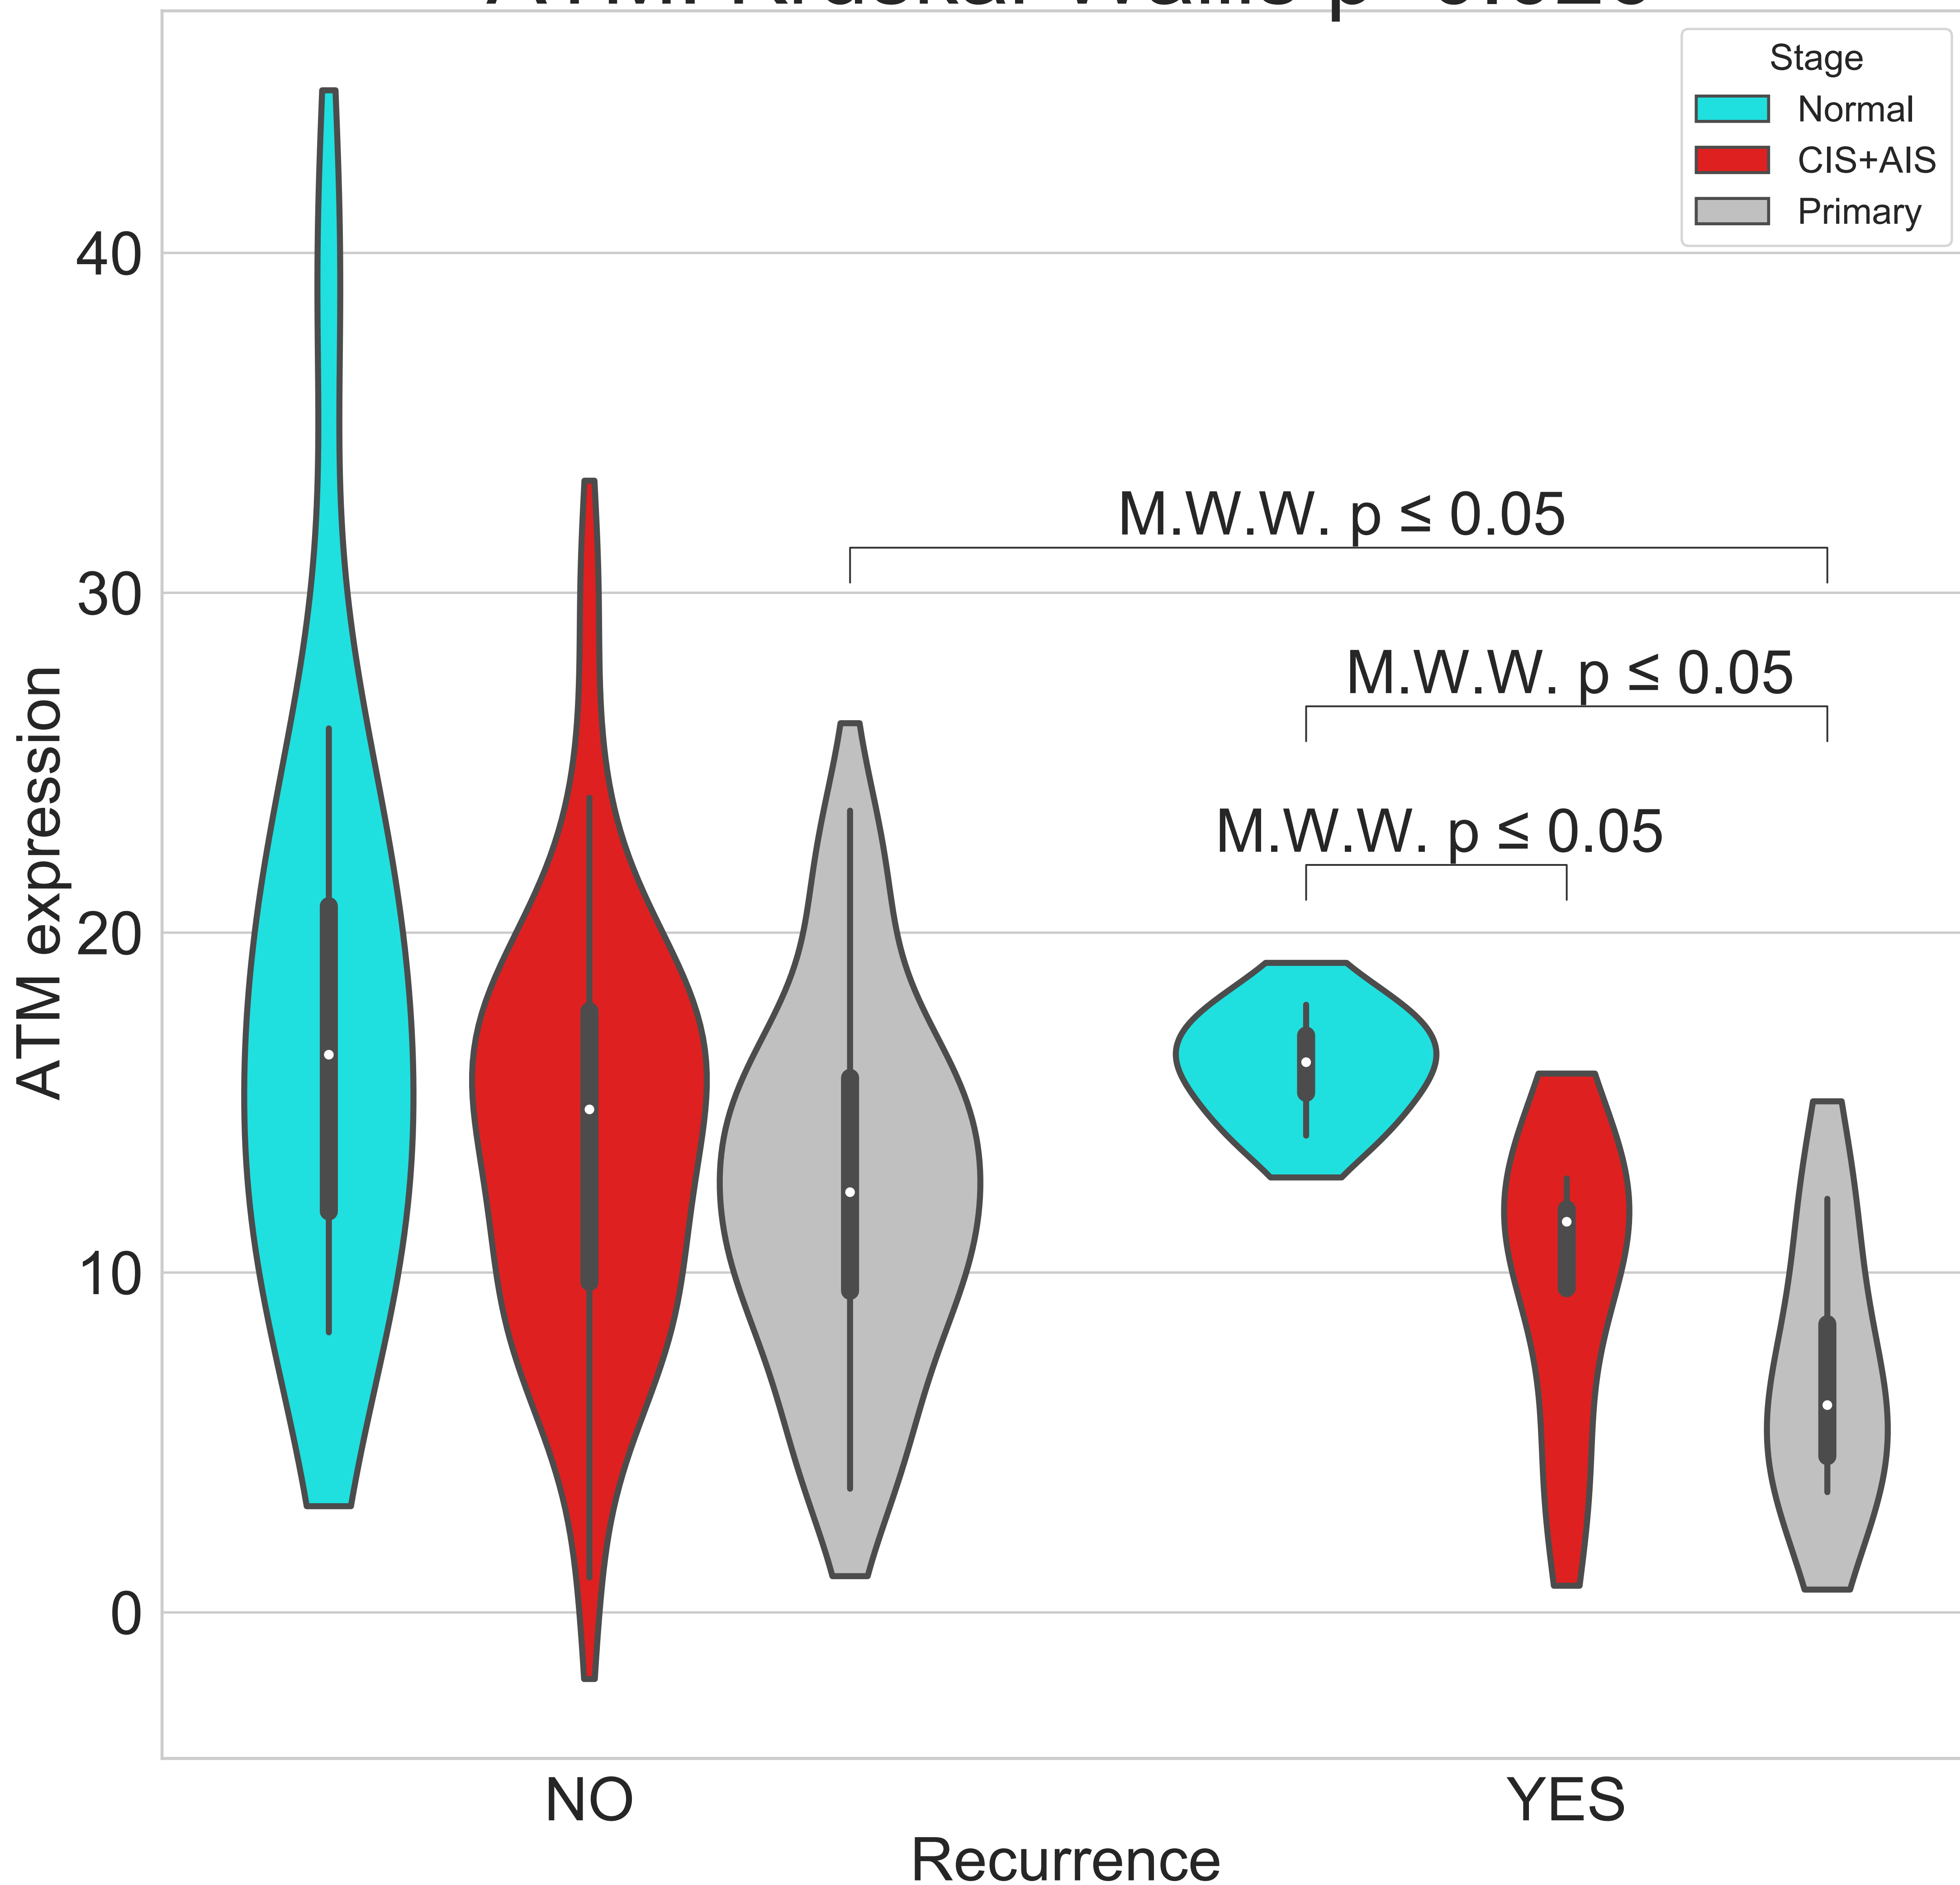 Stage
Normal
CIS+AIS
Primary
40
30
20
10
0
ATM expression
M.W.W. p ≤ 0.05
M.W.W. p ≤ 0.05
M.W.W. p ≤ 0.05
NO
YES
Recurrence